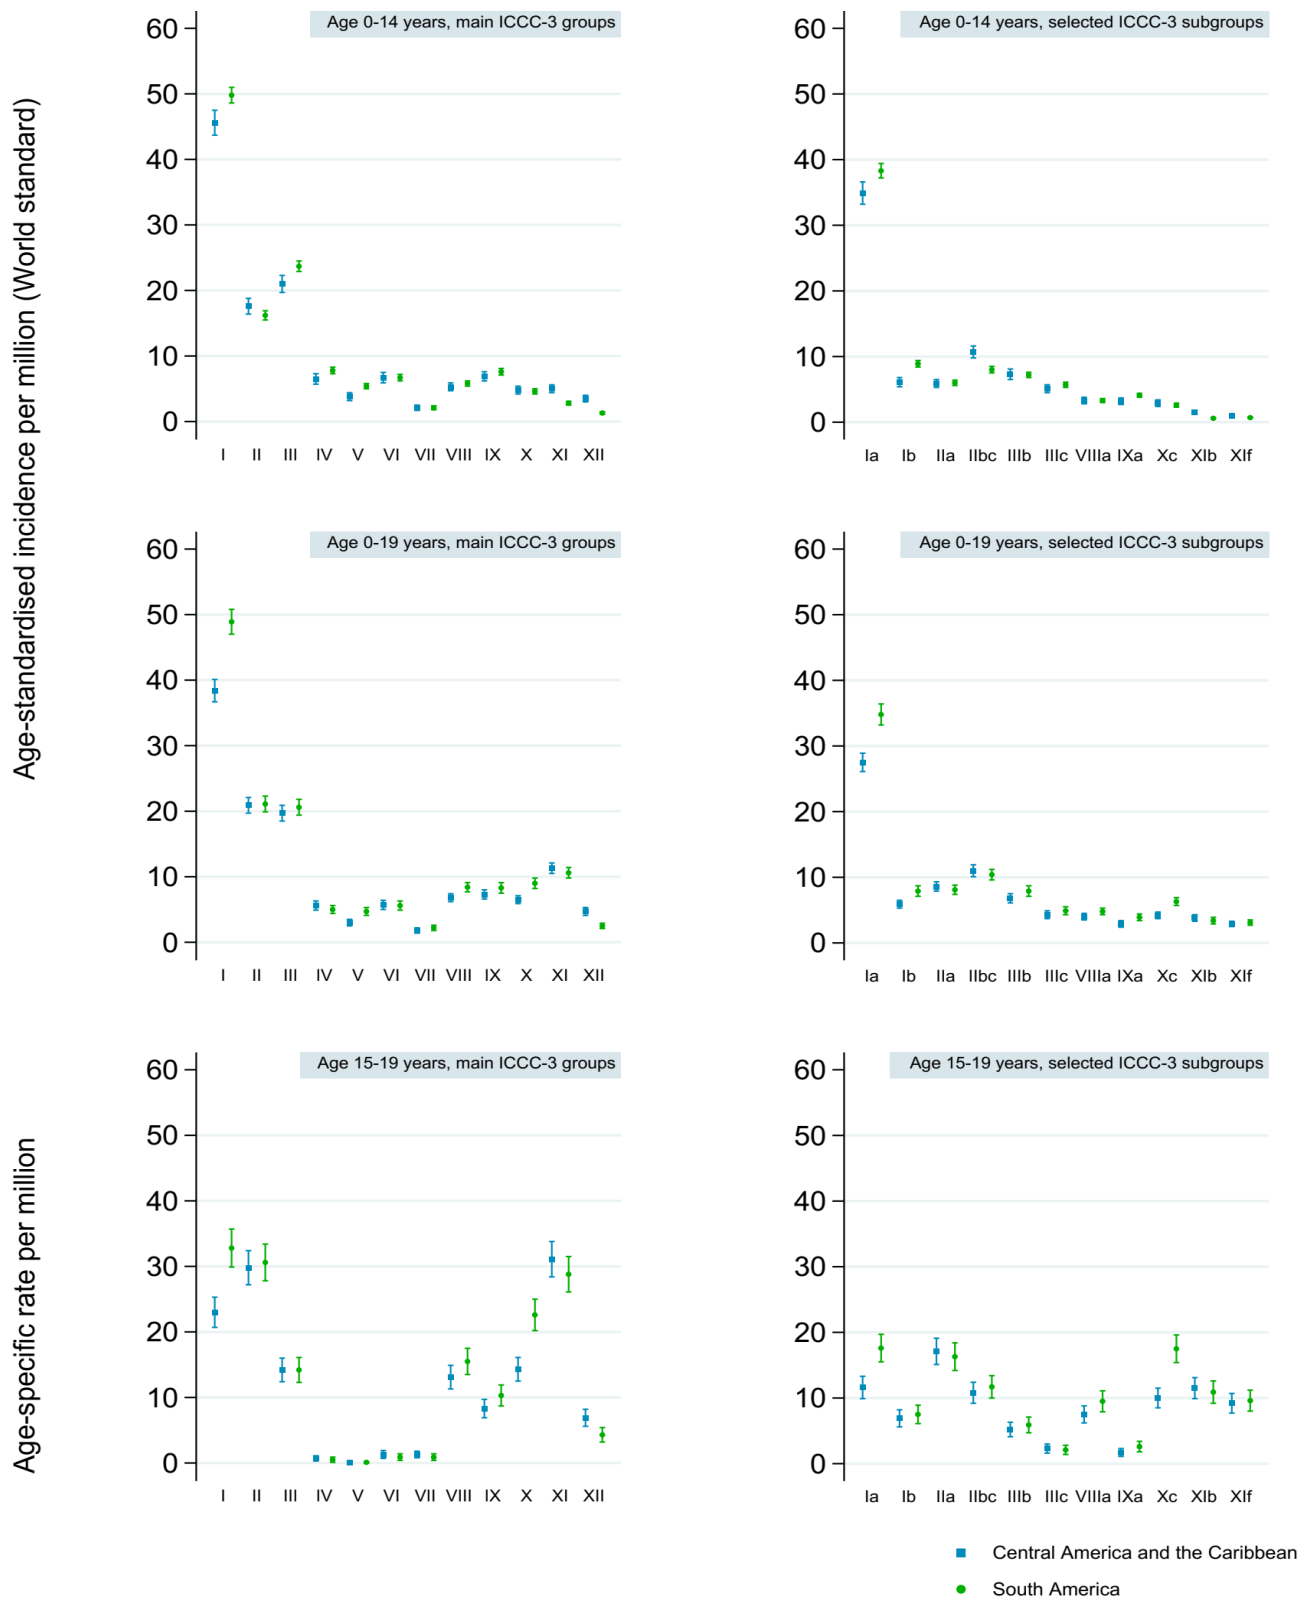 Age-standardised incidence per million (World standard)
Age 0-14 years, main ICCC-3 groups
60
50
40
30
20
10
0
I II III IV V VI VII VIII IX X XI XII
Age 0-14 years, selected ICCC-3 subgroups
60
50
40
30
20
10
0
Ia Ib IIa IIbc IIIb IIIc VIIIa IXa Xc XIb XIf
Age 0-19 years, main ICCC-3 groups
60
50
40
30
20
10
0
I II III IV V VI VII VIII IX X XI XII
Age 0-19 years, selected ICCC-3 subgroups
60
50
40
30
20
10
0
Ia Ib IIa IIbc IIIb IIIc VIIIa IXa Xc XIb XIf
Age-specific rate per million
Age 15-19 years, main ICCC-3 groups
60
50
40
30
20
10
0
I II III IV V VI VII VIII IX X XI XII
Age 15-19 years, selected ICCC-3 subgroups
60
50
40
30
20
10
0
Ia Ib IIa IIbc IIIb IIIc VIIIa IXa Xc XIb XIf
Central America and the Caribbean
South America